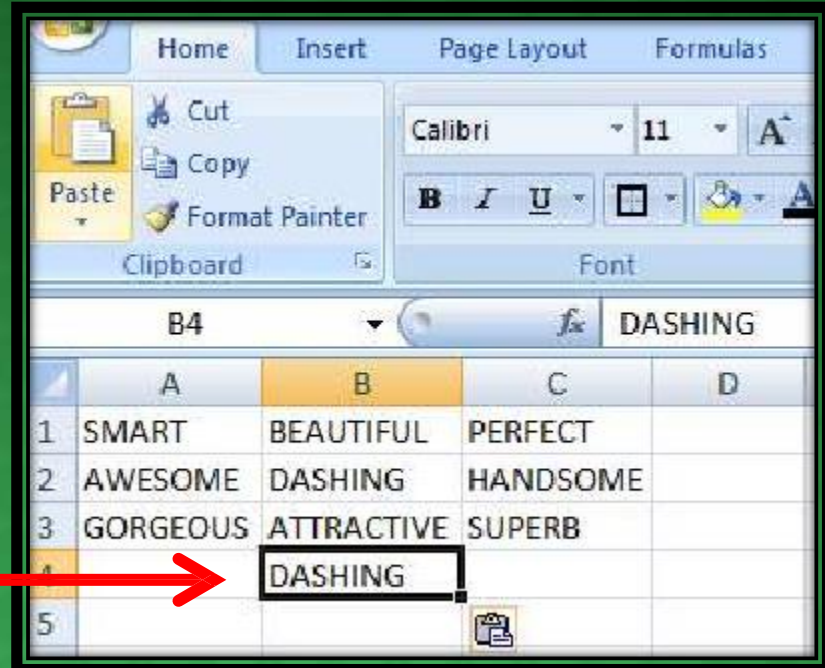 Home Insert Page Layout Formulas
Cut
Calibri 11 A
Copy
Paste
B I U A
Format Painter
Clipboard Font
B4 fx DASHING
A B C D
1 SMART BEAUTIFUL PERFECT
2 AWESOME DASHING HANDSOME
3 GORGEOUS ATTRACTIVE SUPERB
4 DASHING
5